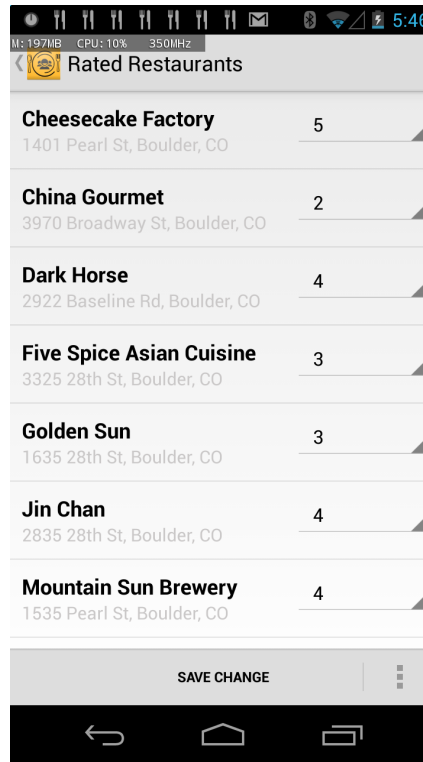 5:46
M: 197MB CPU: 10% 350MHz
Rated Restaurants
Cheesecake Factory 5
1401 Pearl St, Boulder, CO
China Gourmet 2
3970 Broadway St, Boulder, CO
Dark Horse 4
2922 Baseline Rd, Boulder, CO
Five Spice Asian Cuisine 3
3325 28th St, Boulder, CO
Golden Sun 3
1635 28th St, Boulder, CO
Jin Chan 4
2835 28th St, Boulder, CO
Mountain Sun Brewery 4
1535 Pearl St, Boulder, CO
SAVE CHANGE